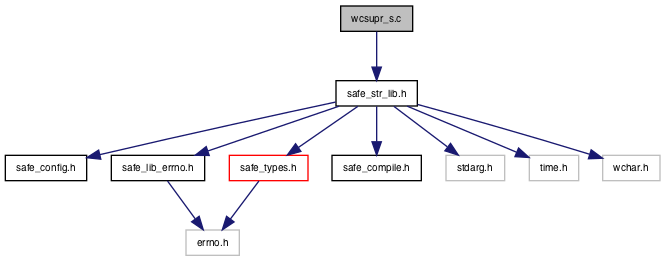 wcsupr_s.c
safe_str_lib.h
safe_config.h
safe_lib_errno.h
safe_types.h
safe_compile.h
stdarg.h
time.h
wchar.h
errno.h